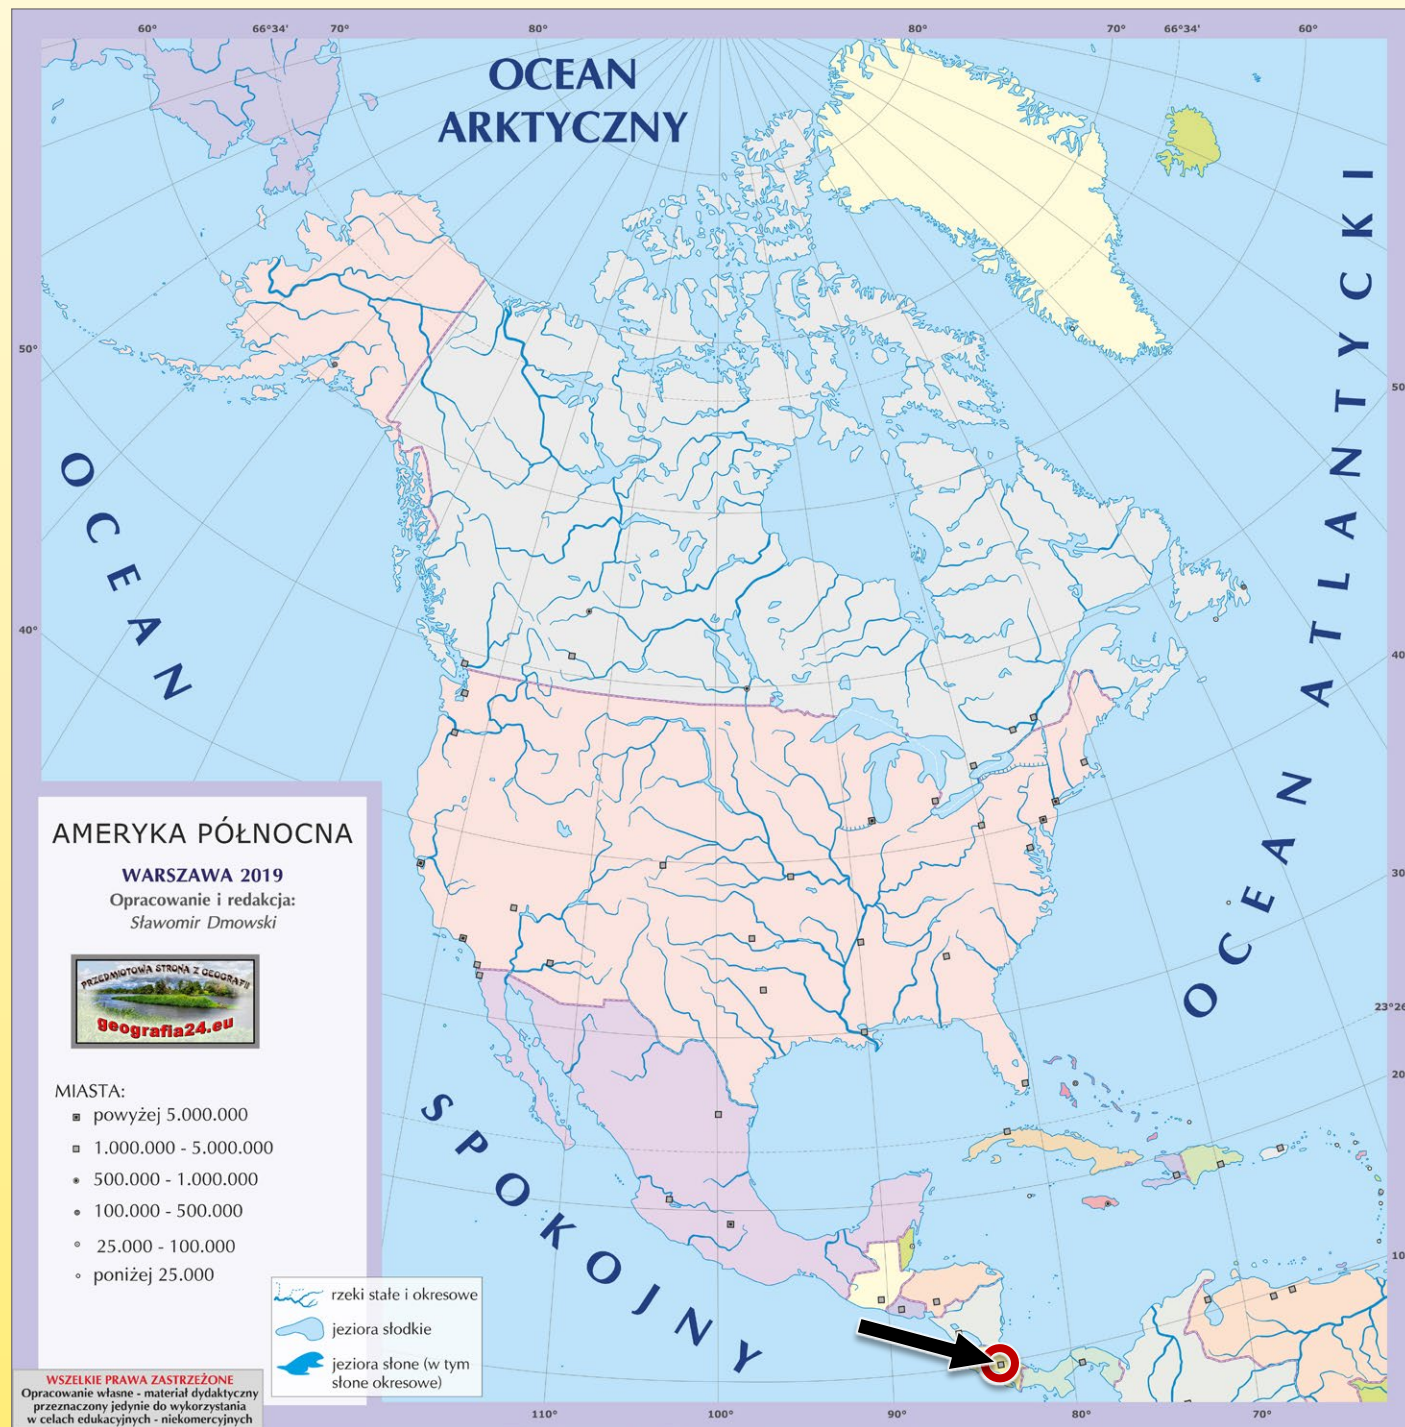 60°
66°34'
70°
80°
80°
70°
66°34'
60°
OCEAN
ARKTYCZNY
OCEAN ATLANTYCKI
50°
50
OCEAN
40°
40
30
23°26
20
10
SPOKOJNY
AMERYKA PÓŁNOCNA
WARSZAWA 2019
Opracowanie i redakcja:
Sławomir Dmowski
PRZEDMIOTOWA STRONA Z GEOGRAFII
geografia24.eu
MIASTA:
powyżej 5.000.000
1.000.000 - 5.000.000
500.000 - 1.000.000
100.000 - 500.000
25.000 - 100.000
poniżej 25.000
rzeki stałe i okresowe
jeziora słodkie
jeziora słone (w tym
słone okresowe)
WSZELKIE PRAWA ZASTRZEŻONE
Opracowanie własne - materiał dydaktyczny
przeznaczony jedynie do wykorzystania
w celach edukacyjnych - niekomercyjnych
110°
100°
90°
80°
70°